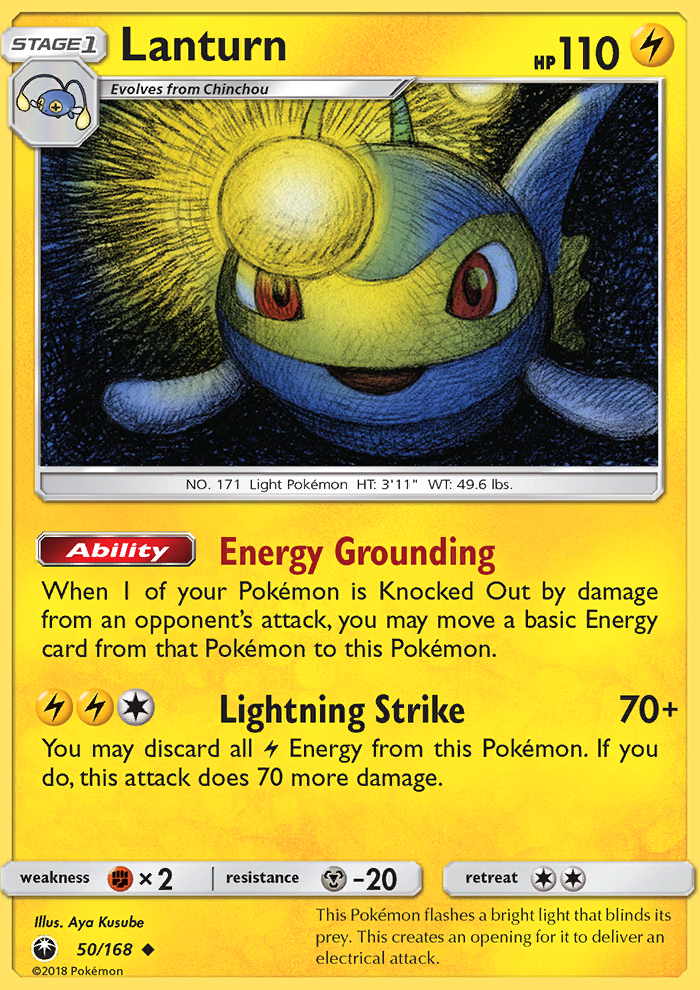 STAGE 1
Lanturn
HP 110
Evolves from Chinchou
NO. 171 Light Pokémon HT: 3'11" WT: 49.6 lbs.
Ability Energy Grounding
When 1 of your Pokémon is Knocked Out by damage
from an opponent's attack, you may move a basic Energy
card from that Pokémon to this Pokémon.
Lightning Strike 70+
You may discard all Energy from this Pokémon. If you
do, this attack does 70 more damage.
weakness ×2 resistance -20 retreat
Illus. Aya Kusube
50/168
©2018 Pokémon
This Pokémon flashes a bright light that blinds its
prey. This creates an opening for it to deliver an
electrical attack.